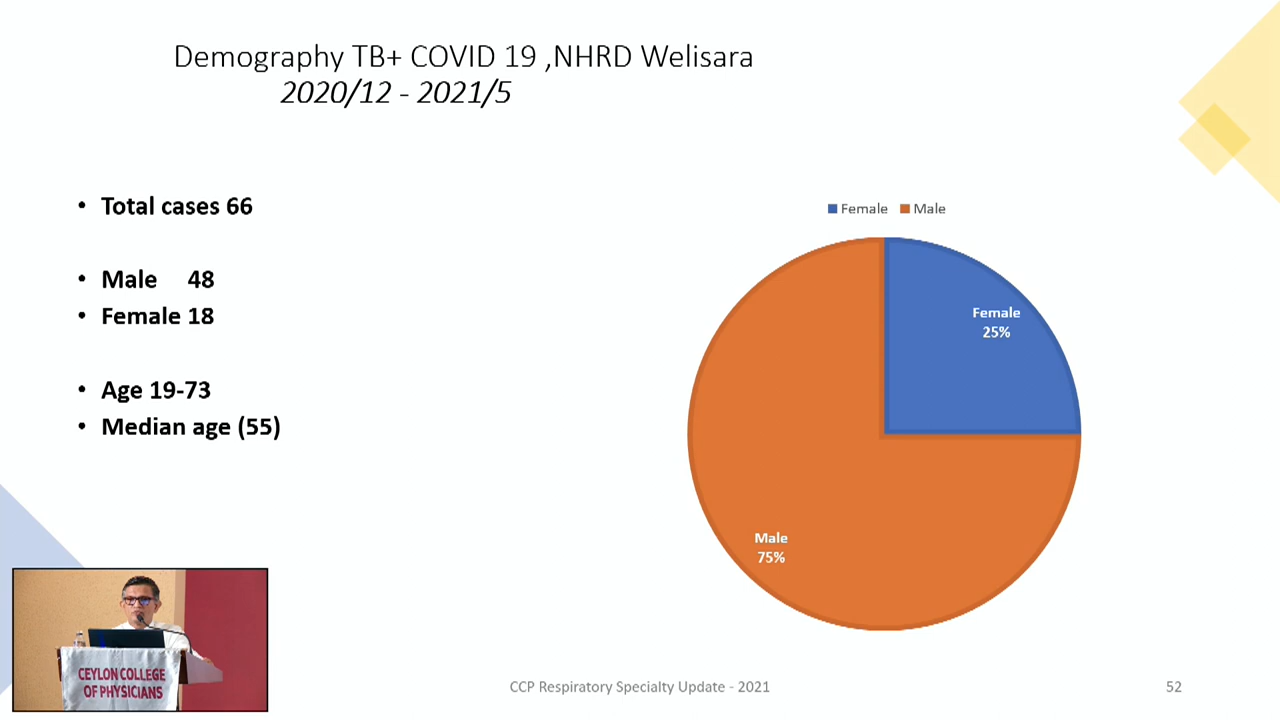 Demography TB+ COVID 19 ,NHRD Welisara
2020/12 - 2021/5
• Total cases 66
• Male 48
• Female 18
• Age 19-73
• Median age (55)
Female Male
Female
25%
Male
75%
CEYLON COLLEGE
OF PHYSICIANS
CCP Respiratory Specialty Update - 2021
52